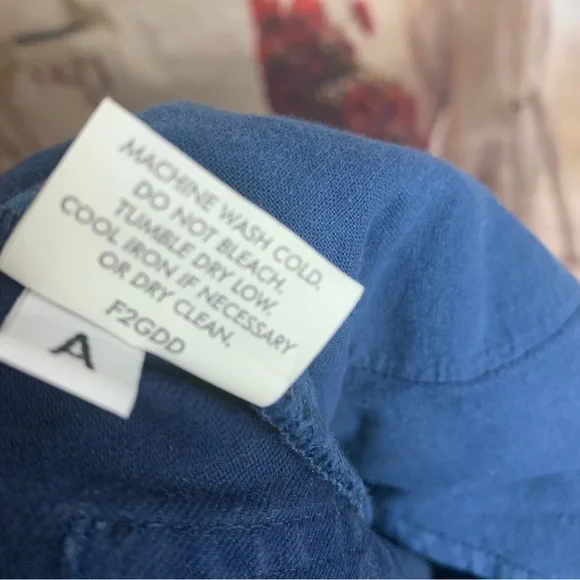 MACHINE WASH COLD.
DO NOT BLEACH.
TUMBLE DRY LOW.
COOL IRON IF NECESSARY
OR DRY CLEAN.
F2GDD
A